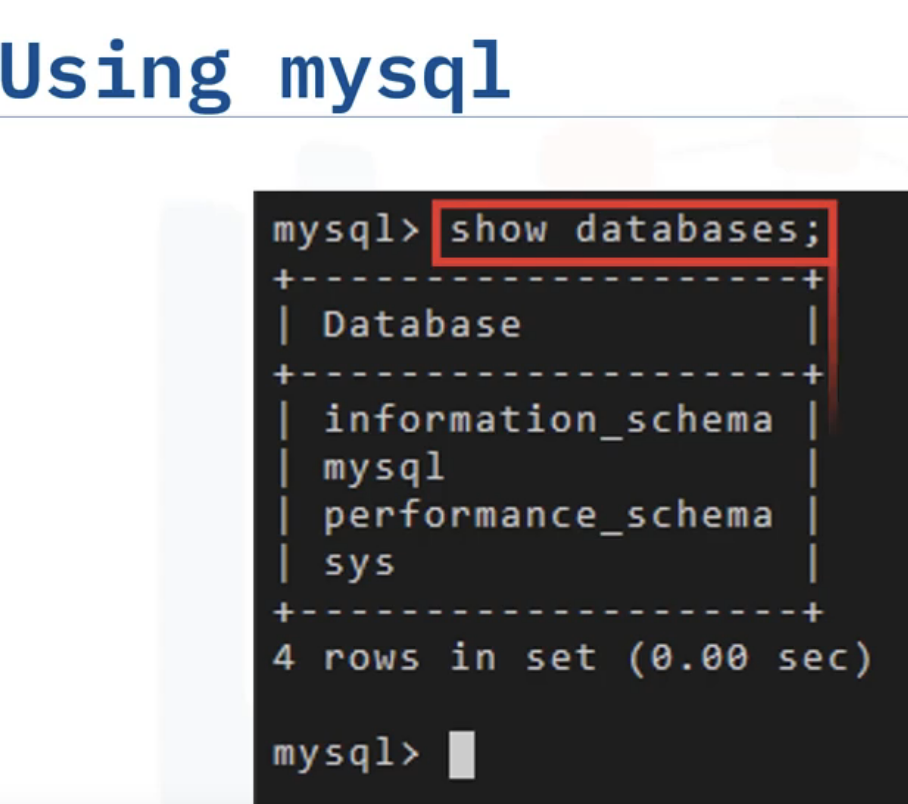 Using mysql
mysql> show databases;
+--------------------+
| Database           |
+--------------------+
| information_schema |
| mysql              |
| performance_schema |
| sys                |
+--------------------+
4 rows in set (0.00 sec)
mysql>